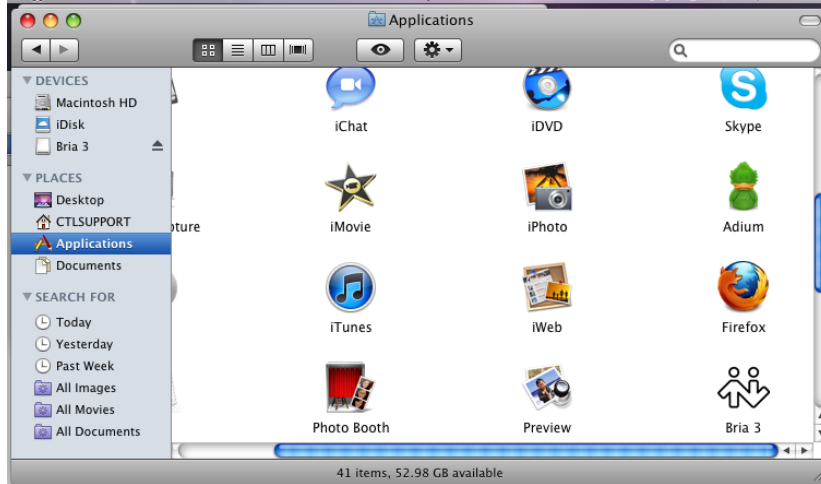 Applications
DEVICES
Macintosh HD
iDisk
Bria 3
PLACES
Desktop
CTLSUPPORT
Applications
Documents
SEARCH FOR
Today
Yesterday
Past Week
All Images
All Movies
All Documents
iChat
iDVD
Skype
pture
iMovie
iPhoto
Adium
iTunes
iWeb
Firefox
Photo Booth
Preview
Bria 3
41 items, 52.98 GB available